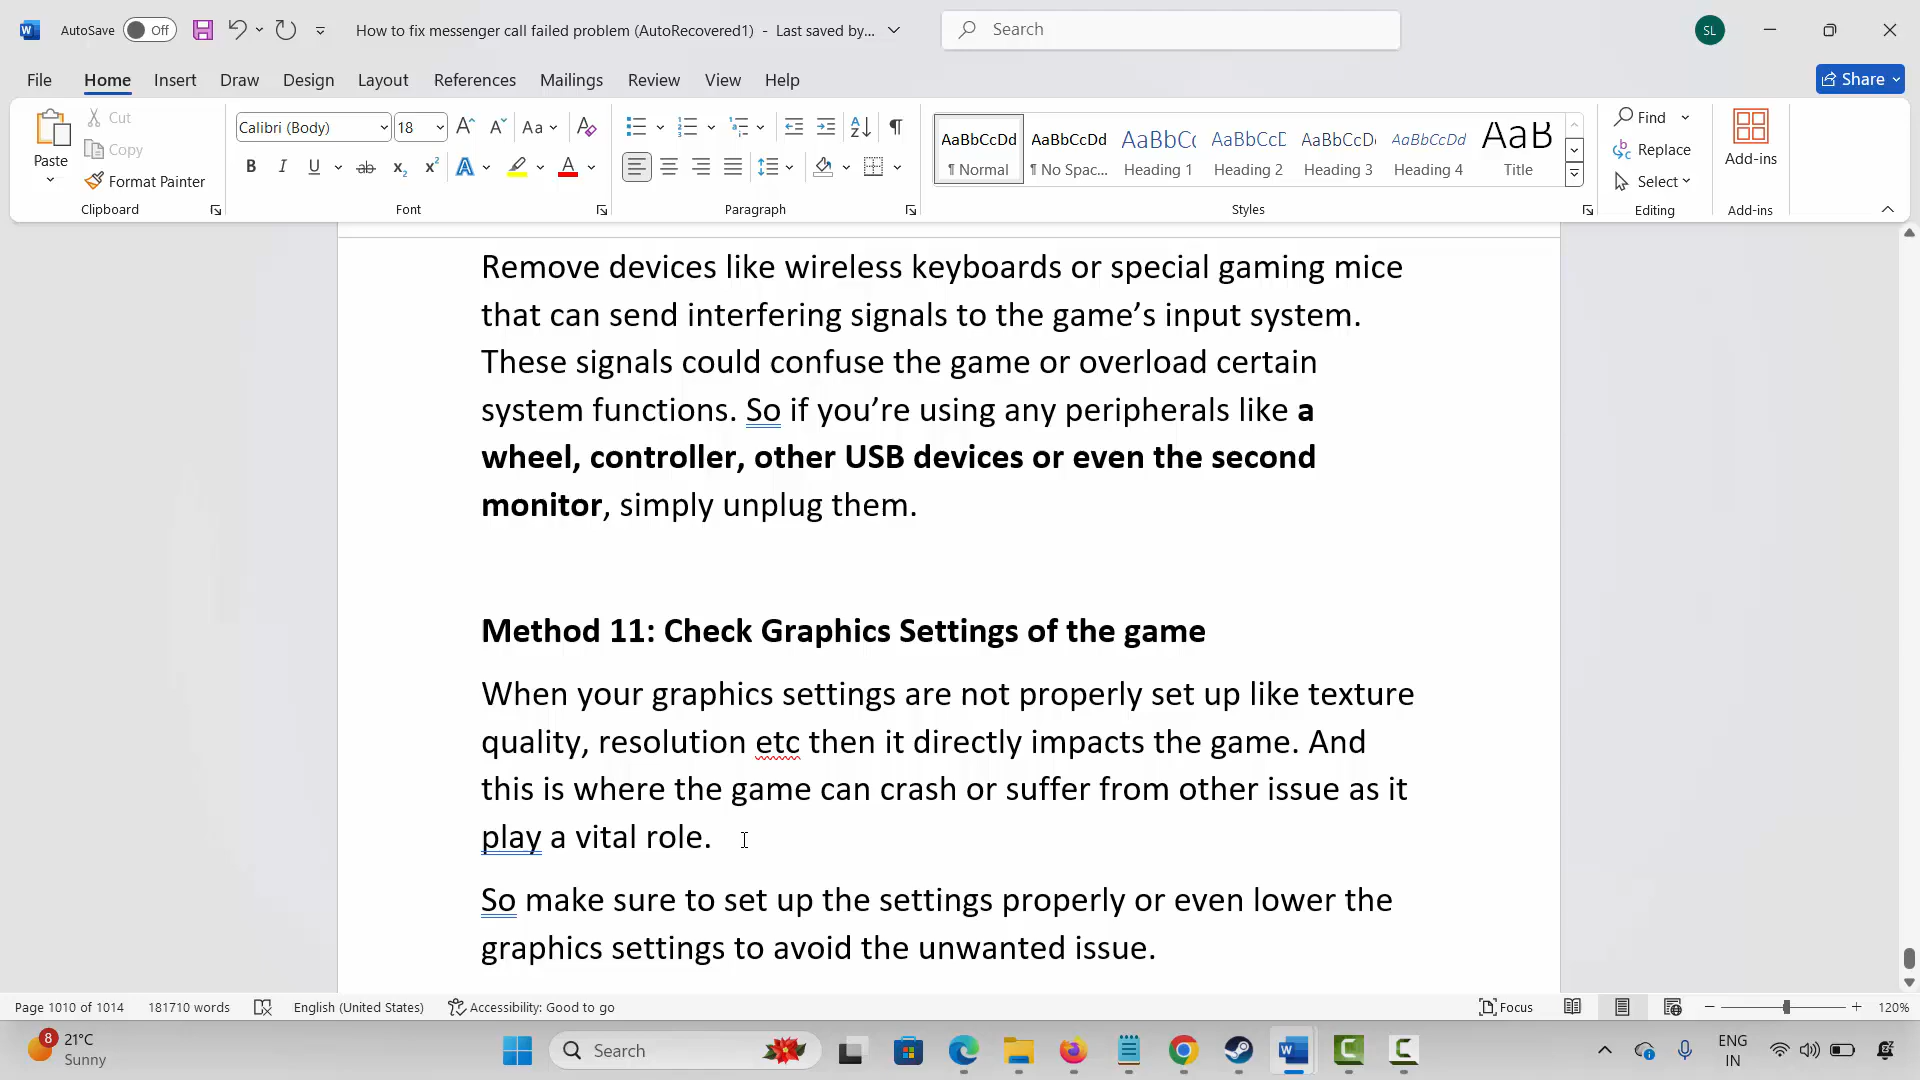 AutoSave Off How to fix messenger call failed problem (AutoRecovered1) - Last saved by... Search SL
File Home Insert Draw Design Layout References Mailings Review View Help Share
Paste Cut Copy Format Painter Clipboard
Calibri (Body) 18 Font
Paragraph
AaBbCcDd ¶ Normal
AaBbCcDd ¶ No Spac...
AaBbCc Heading 1
AaBbCcD Heading 2
AaBbCcD Heading 3
AaBbCcDd Heading 4
AaB Title
Styles
Find Replace Select Editing
Add-ins Add-ins
Remove devices like wireless keyboards or special gaming mice
that can send interfering signals to the game’s input system.
These signals could confuse the game or overload certain
system functions. So if you’re using any peripherals like a
wheel, controller, other USB devices or even the second
monitor, simply unplug them.
Method 11: Check Graphics Settings of the game
When your graphics settings are not properly set up like texture
quality, resolution etc then it directly impacts the game. And
this is where the game can crash or suffer from other issue as it
play a vital role.
So make sure to set up the settings properly or even lower the
graphics settings to avoid the unwanted issue.
Page 1010 of 1014 181710 words English (United States) Accessibility: Good to go Focus 120%
8 21°C
Sunny
Search
ENG
IN